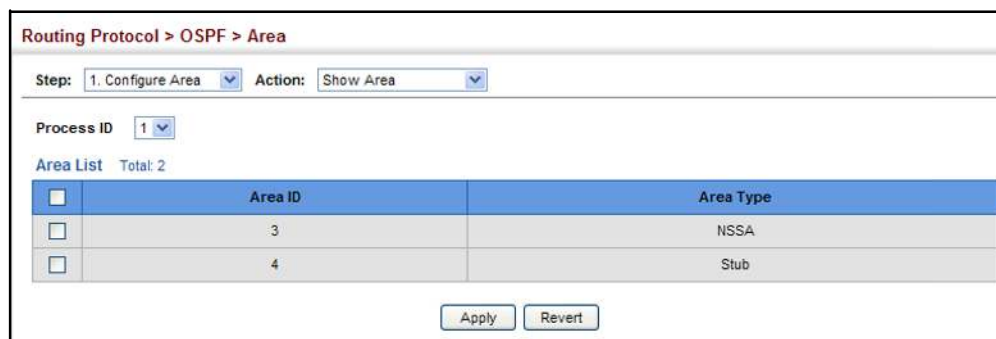 Routing Protocol > OSPF > Area
Step: 1. Configure Area Action: Show Area
Process ID 1
Area List Total: 2
Area ID Area Type
3 NSSA
4 Stub
Apply Revert